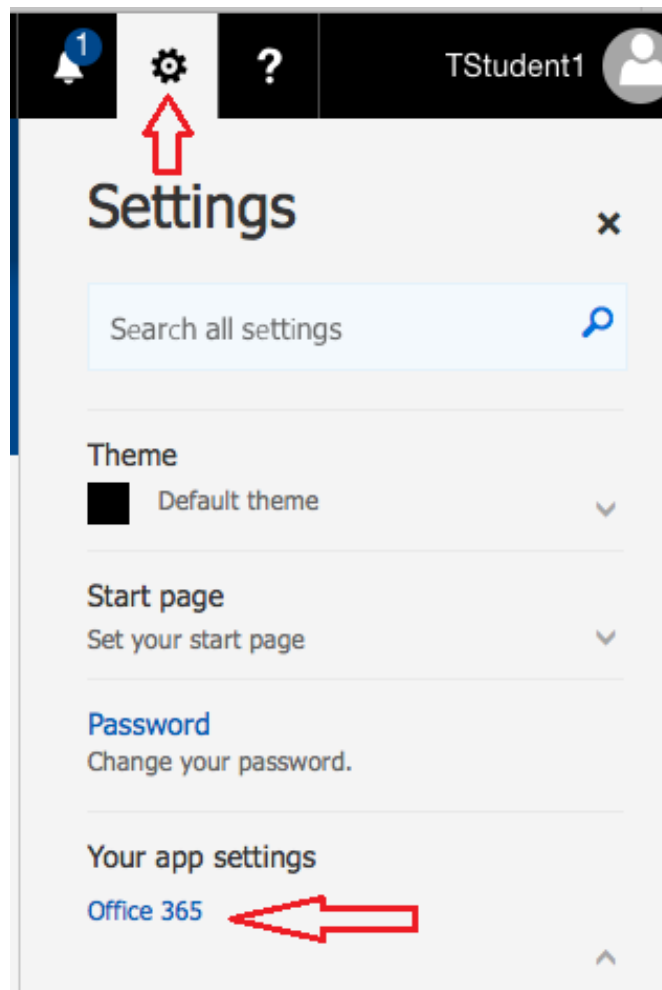 1
?
TStudent1
Settings
Search all settings
Theme
Default theme
Start page
Set your start page
Password
Change your password.
Your app settings
Office 365